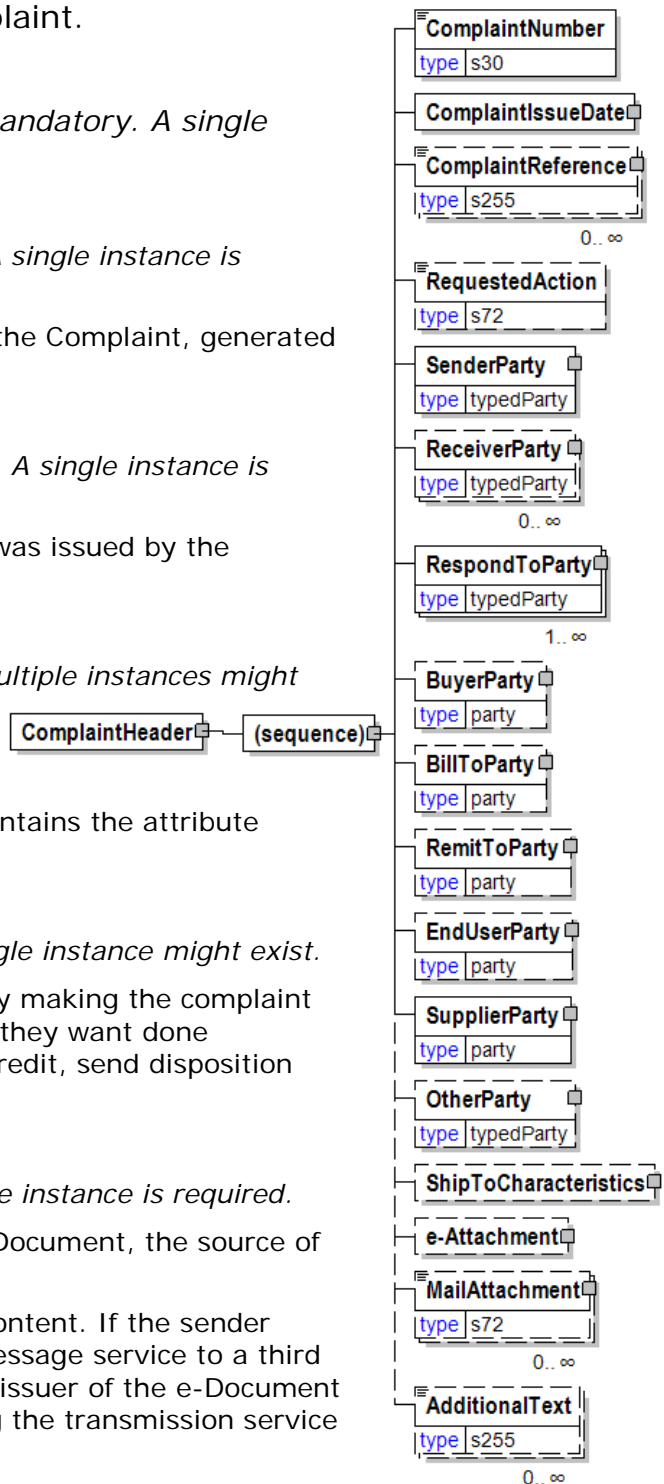 plaint.
andatory. A single
A single instance is
the Complaint, generated
. A single instance is
was issued by the
ultiple instances might
ntains the attribute
gle instance might exist.
y making the complaint
they want done
redit, send disposition
e instance is required.
Document, the source of
ontent. If the sender
essage service to a third
issuer of the e-Document
g the transmission service
ComplaintHeader
(sequence)
ComplaintNumber
type s30
ComplaintIssueDate
ComplaintReference
type s255
0.. ∞
RequestedAction
type s72
SenderParty
type typedParty
ReceiverParty
type typedParty
0.. ∞
RespondToParty
type typedParty
1.. ∞
BuyerParty
type party
BillToParty
type party
RemitToParty
type party
EndUserParty
type party
SupplierParty
type party
OtherParty
type typedParty
ShipToCharacteristics
e-Attachment
MailAttachment
type s72
0.. ∞
AdditionalText
type s255
0.. ∞